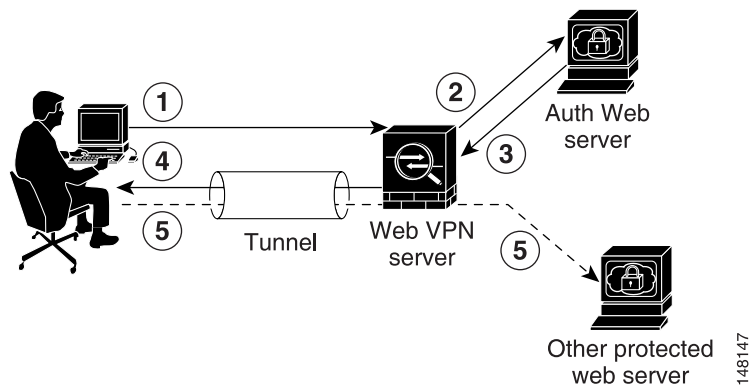 1
2
Auth Web
server
3
4
5
Tunnel
Web VPN
server
5
Other protected
web server
148147